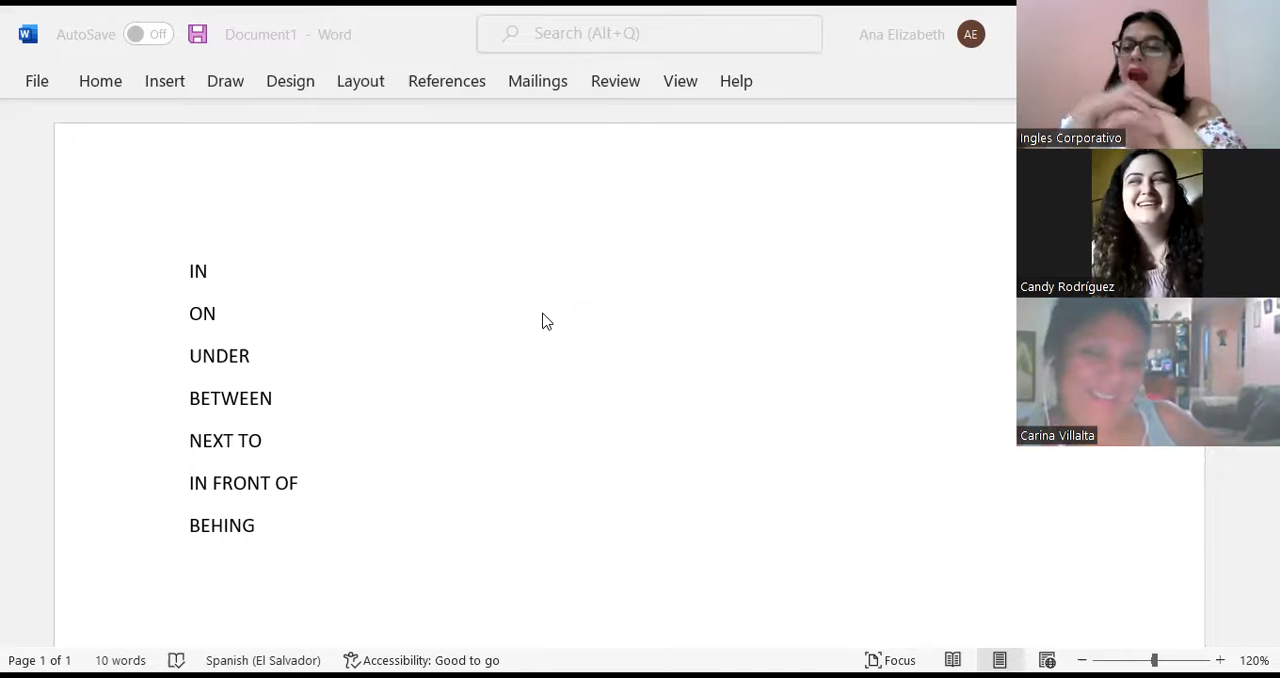 AutoSave Off Document1 - Word Search (Alt+Q) Ana Elizabeth AE
File Home Insert Draw Design Layout References Mailings Review View Help
Ingles Corporativo
Candy Rodríguez
Carina Villalta
IN
ON
UNDER
BETWEEN
NEXT TO
IN FRONT OF
BEHING
Page 1 of 1 10 words Spanish (El Salvador) Accessibility: Good to go Focus 120%